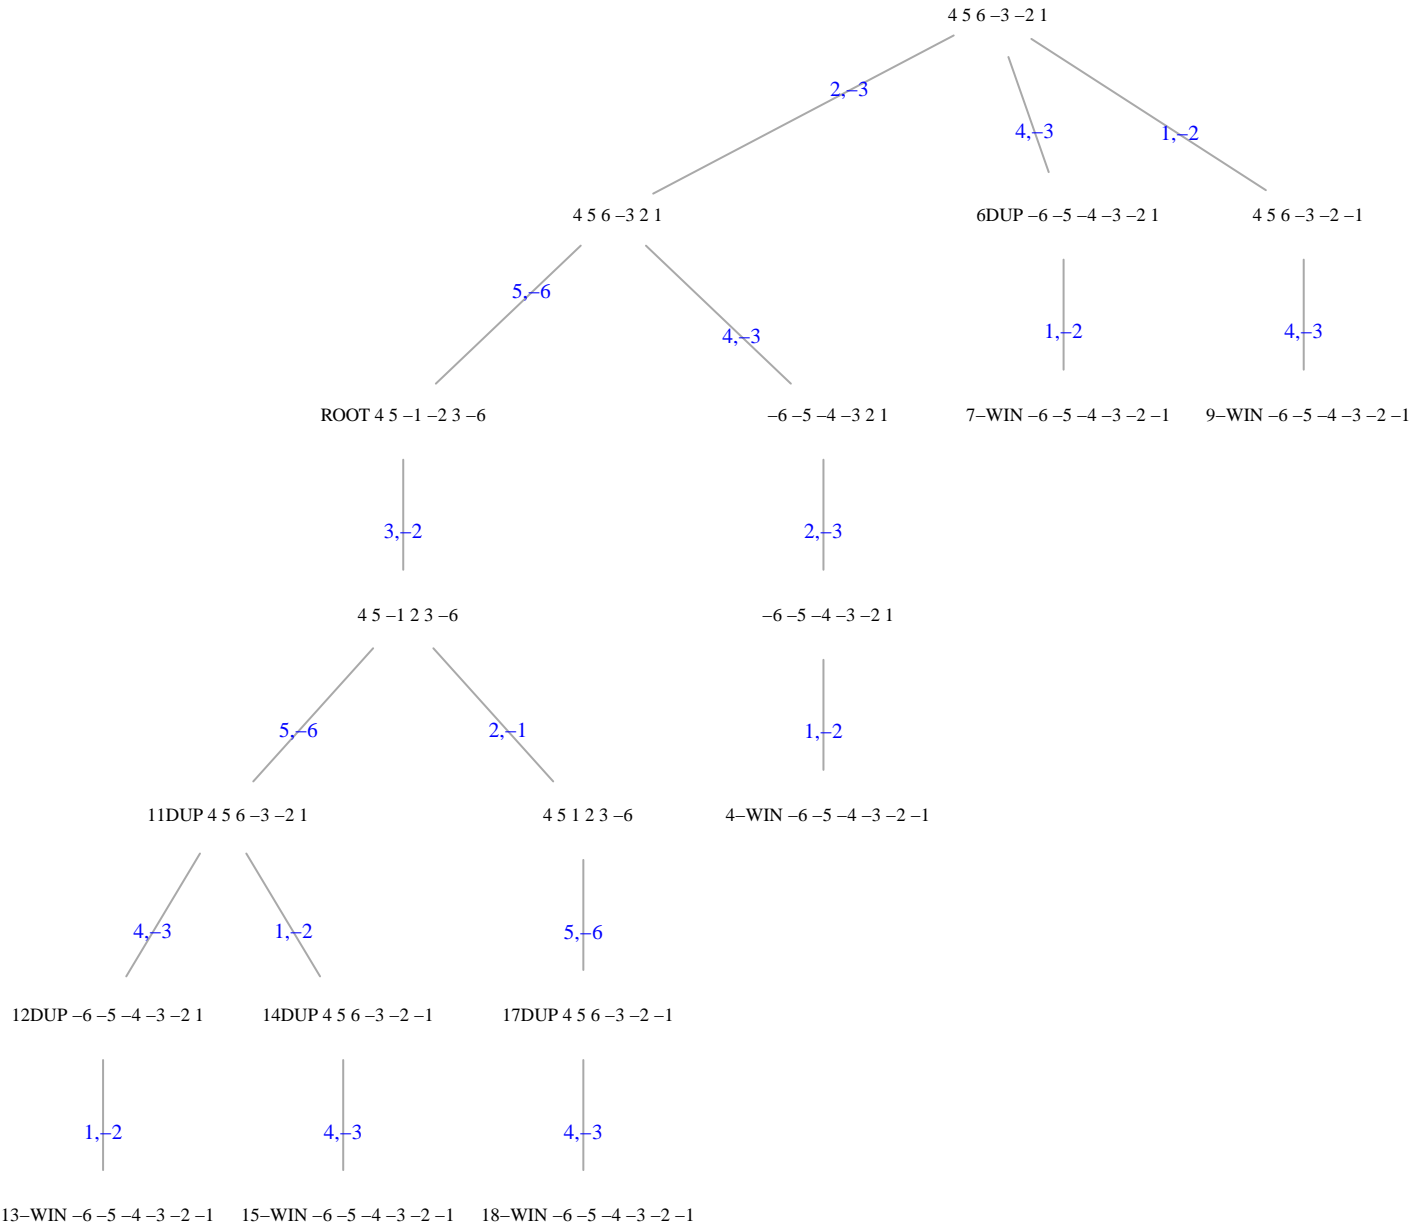 4 5 6 –3 –2 1
2,–3
4,–3
1,–2
4 5 6 –3 2 1
6DUP –6 –5 –4 –3 –2 1
4 5 6 –3 –2 –1
5,–6
4,–3
1,–2
4,–3
ROOT 4 5 –1 –2 3 –6
–6 –5 –4 –3 2 1
7–WIN –6 –5 –4 –3 –2 –1
9–WIN –6 –5 –4 –3 –2 –1
3,–2
2,–3
4 5 –1 2 3 –6
–6 –5 –4 –3 –2 1
5,–6
2,–1
1,–2
11DUP 4 5 6 –3 –2 1
4 5 1 2 3 –6
4–WIN –6 –5 –4 –3 –2 –1
4,–3
1,–2
5,–6
12DUP –6 –5 –4 –3 –2 1
14DUP 4 5 6 –3 –2 –1
17DUP 4 5 6 –3 –2 –1
1,–2
4,–3
4,–3
13–WIN –6 –5 –4 –3 –2 –1
15–WIN –6 –5 –4 –3 –2 –1
18–WIN –6 –5 –4 –3 –2 –1